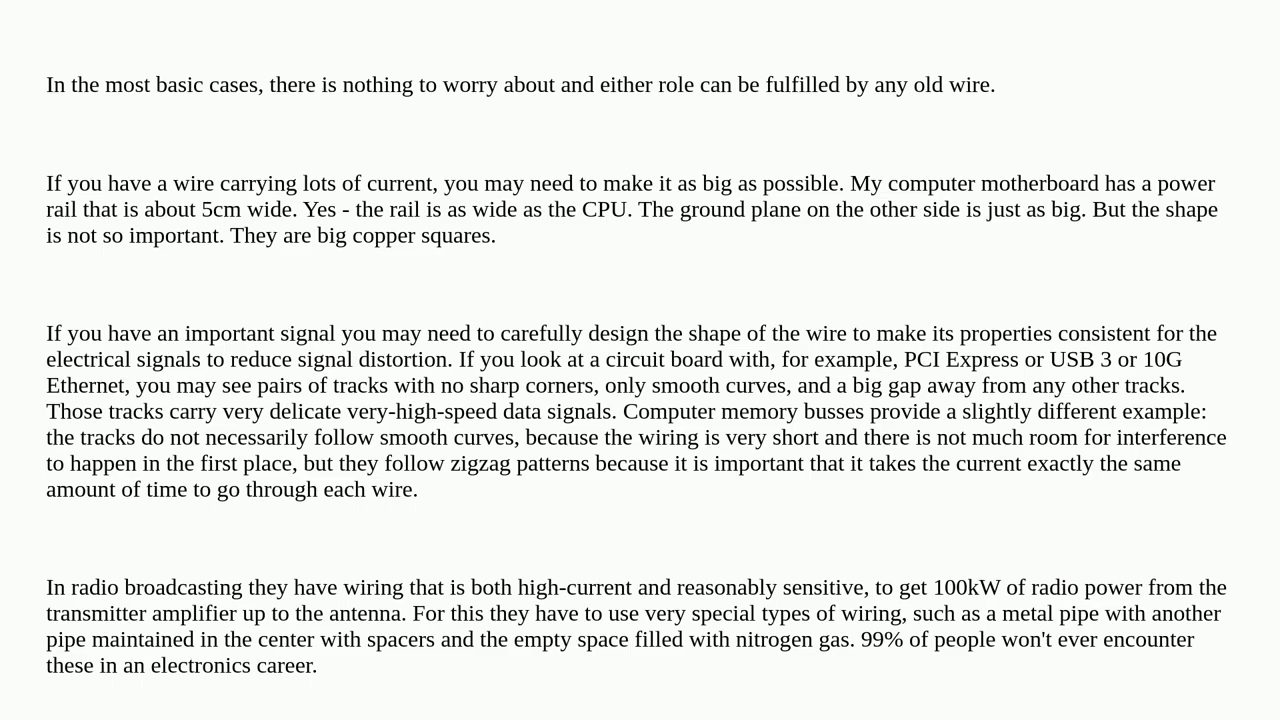 In the most basic cases, there is nothing to worry about and either role can be fulfilled by any old wire.
If you have a wire carrying lots of current, you may need to make it as big as possible. My computer motherboard has a power
rail that is about 5cm wide. Yes - the rail is as wide as the CPU. The ground plane on the other side is just as big. But the shape
is not so important. They are big copper squares.
If you have an important signal you may need to carefully design the shape of the wire to make its properties consistent for the
electrical signals to reduce signal distortion. If you look at a circuit board with, for example, PCI Express or USB 3 or 10G
Ethernet, you may see pairs of tracks with no sharp corners, only smooth curves, and a big gap away from any other tracks.
Those tracks carry very delicate very-high-speed data signals. Computer memory busses provide a slightly different example:
the tracks do not necessarily follow smooth curves, because the wiring is very short and there is not much room for interference
to happen in the first place, but they follow zigzag patterns because it is important that it takes the current exactly the same
amount of time to go through each wire.
In radio broadcasting they have wiring that is both high-current and reasonably sensitive, to get 100kW of radio power from the
transmitter amplifier up to the antenna. For this they have to use very special types of wiring, such as a metal pipe with another
pipe maintained in the center with spacers and the empty space filled with nitrogen gas. 99% of people won't ever encounter
these in an electronics career.